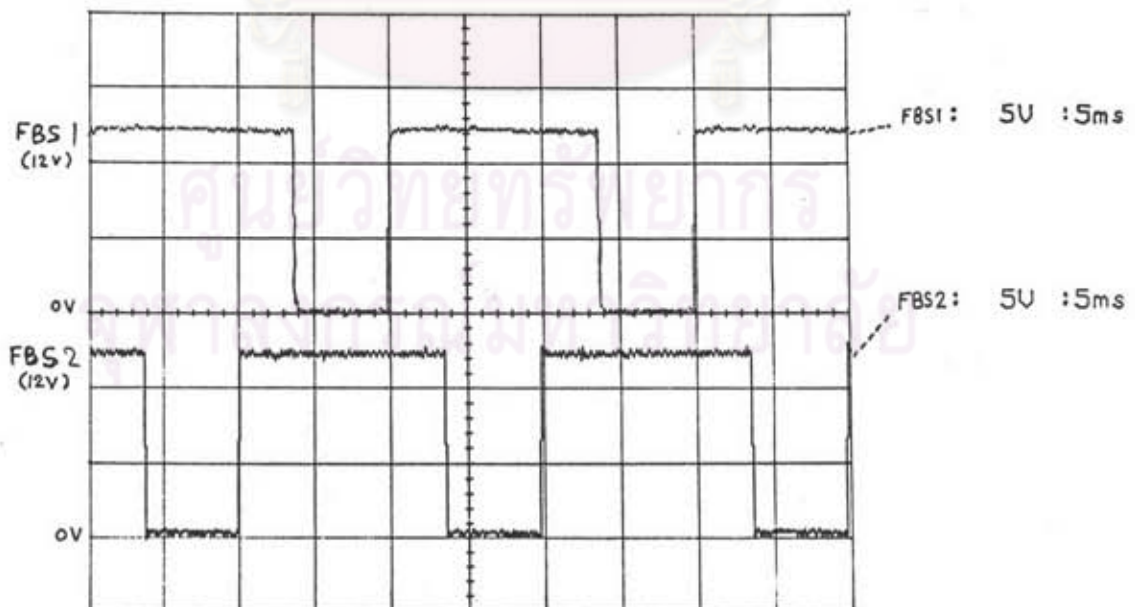 FBS 1
(12V)
0V
FBS 2
(12V)
0V
FBS1: 5V :5ms
FBS2: 5V :5ms
ศูนย์วิทยทรัพยากร
จุฬาลงกรณ์มหาวิทยาลัย